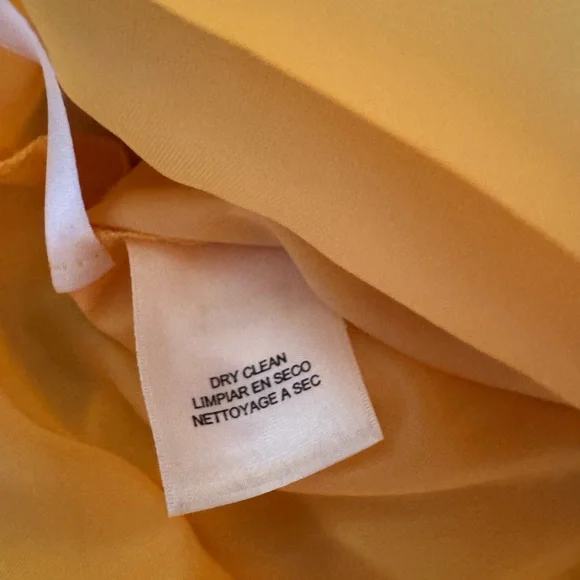 DRY CLEAN
LIMPIAR EN SECO
NETTOYAGE A SEC